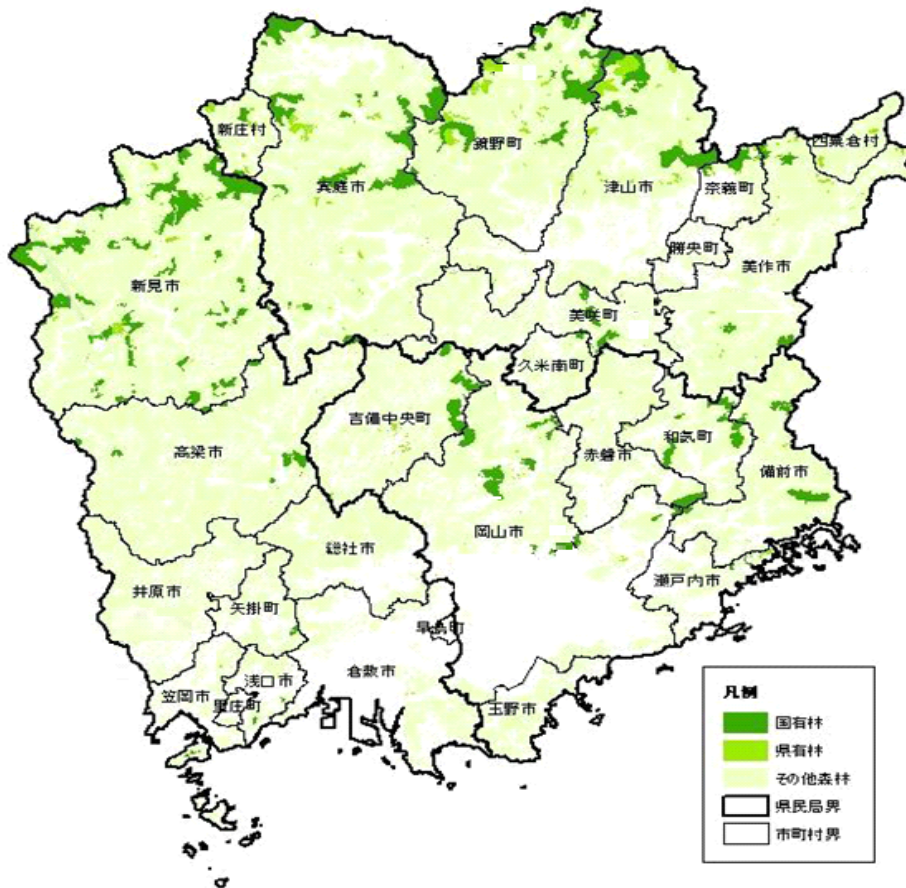 新庄村
真庭市
鏡野町
津山市
奈義町
西粟倉村
勝央町
美作市
新見市
美咲町
久米南町
吉備中央町
高梁市
赤磐市
和気町
備前市
岡山市
総社市
井原市
矢掛町
早島町
瀬戸内市
倉敷市
浅口市
笠岡市
里庄町
玉野市
凡例
国有林
県有林
その他森林
県民局界
市町村界